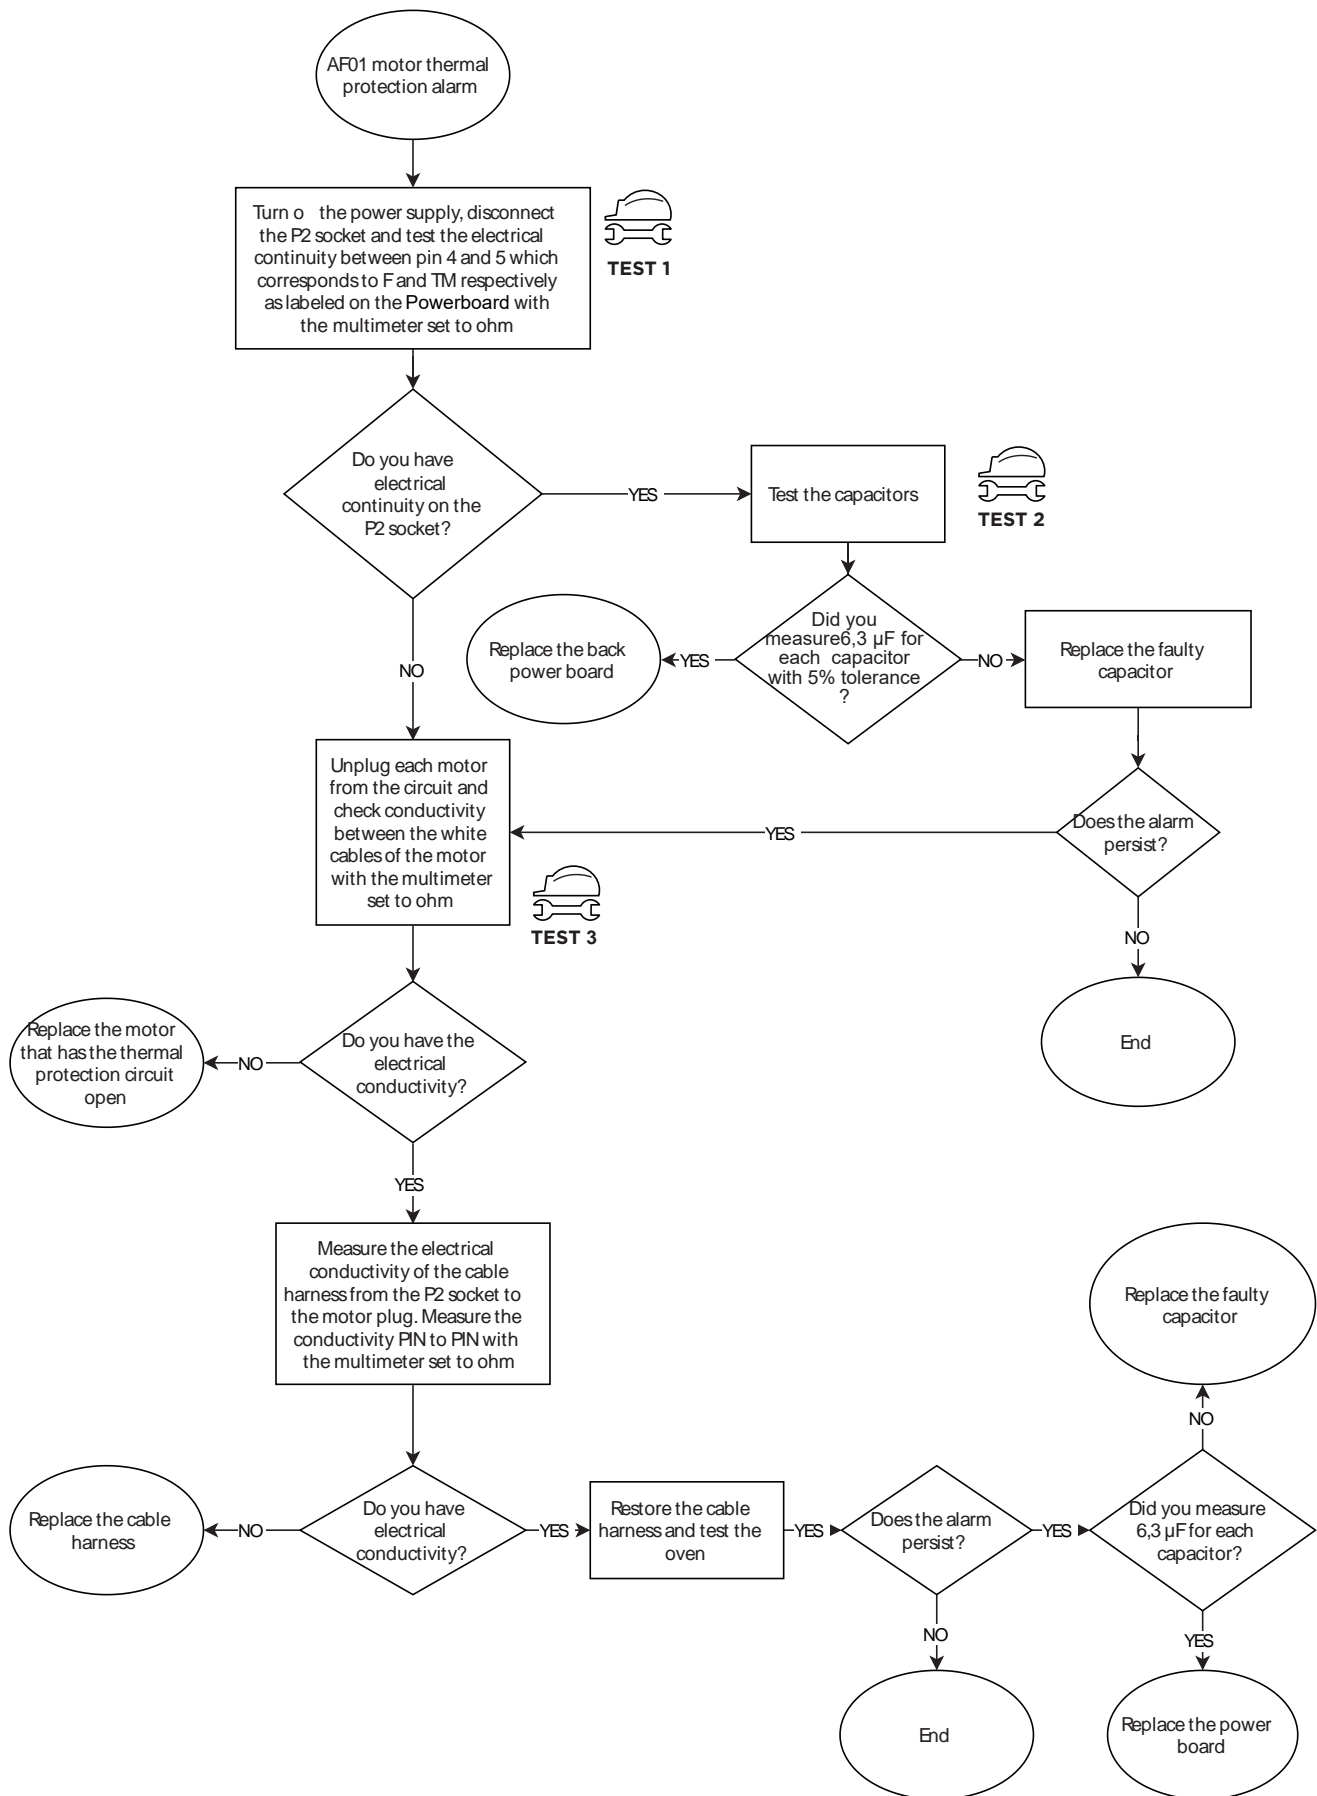 AF01 motor thermal
protection alarm
Turn o the power supply, disconnect
the P2 socket and test the electrical
continuity between pin 4 and 5 which
corresponds to F and TM respectively
as labeled on the Powerboard with
the multimeter set to ohm
TEST 1
Do you have
electrical
continuity on the
P2 socket?
YES
Test the capacitors
TEST 2
NO
Did you
measure6,3 µF for
each capacitor
with 5% tolerance
?
YES
Replace the back
power board
NO
Replace the faulty
capacitor
Does the alarm
persist?
YES
NO
End
Unplug each motor
from the circuit and
check conductivity
between the white
cables of the motor
with the multimeter
set to ohm
TEST 3
Do you have the
electrical
conductivity?
NO
Replace the motor
that has the thermal
protection circuit
open
YES
Measure the electrical
conductivity of the cable
harness from the P2 socket to
the motor plug. Measure the
conductivity PIN to PIN with
the multimeter set to ohm
Do you have
electrical
conductivity?
NO
Replace the cable
harness
YES
Restore the cable
harness and test the
oven
YES
Does the alarm
persist?
NO
End
YES
Did you measure
6,3 µF for each
capacitor?
NO
Replace the faulty
capacitor
YES
Replace the power
board